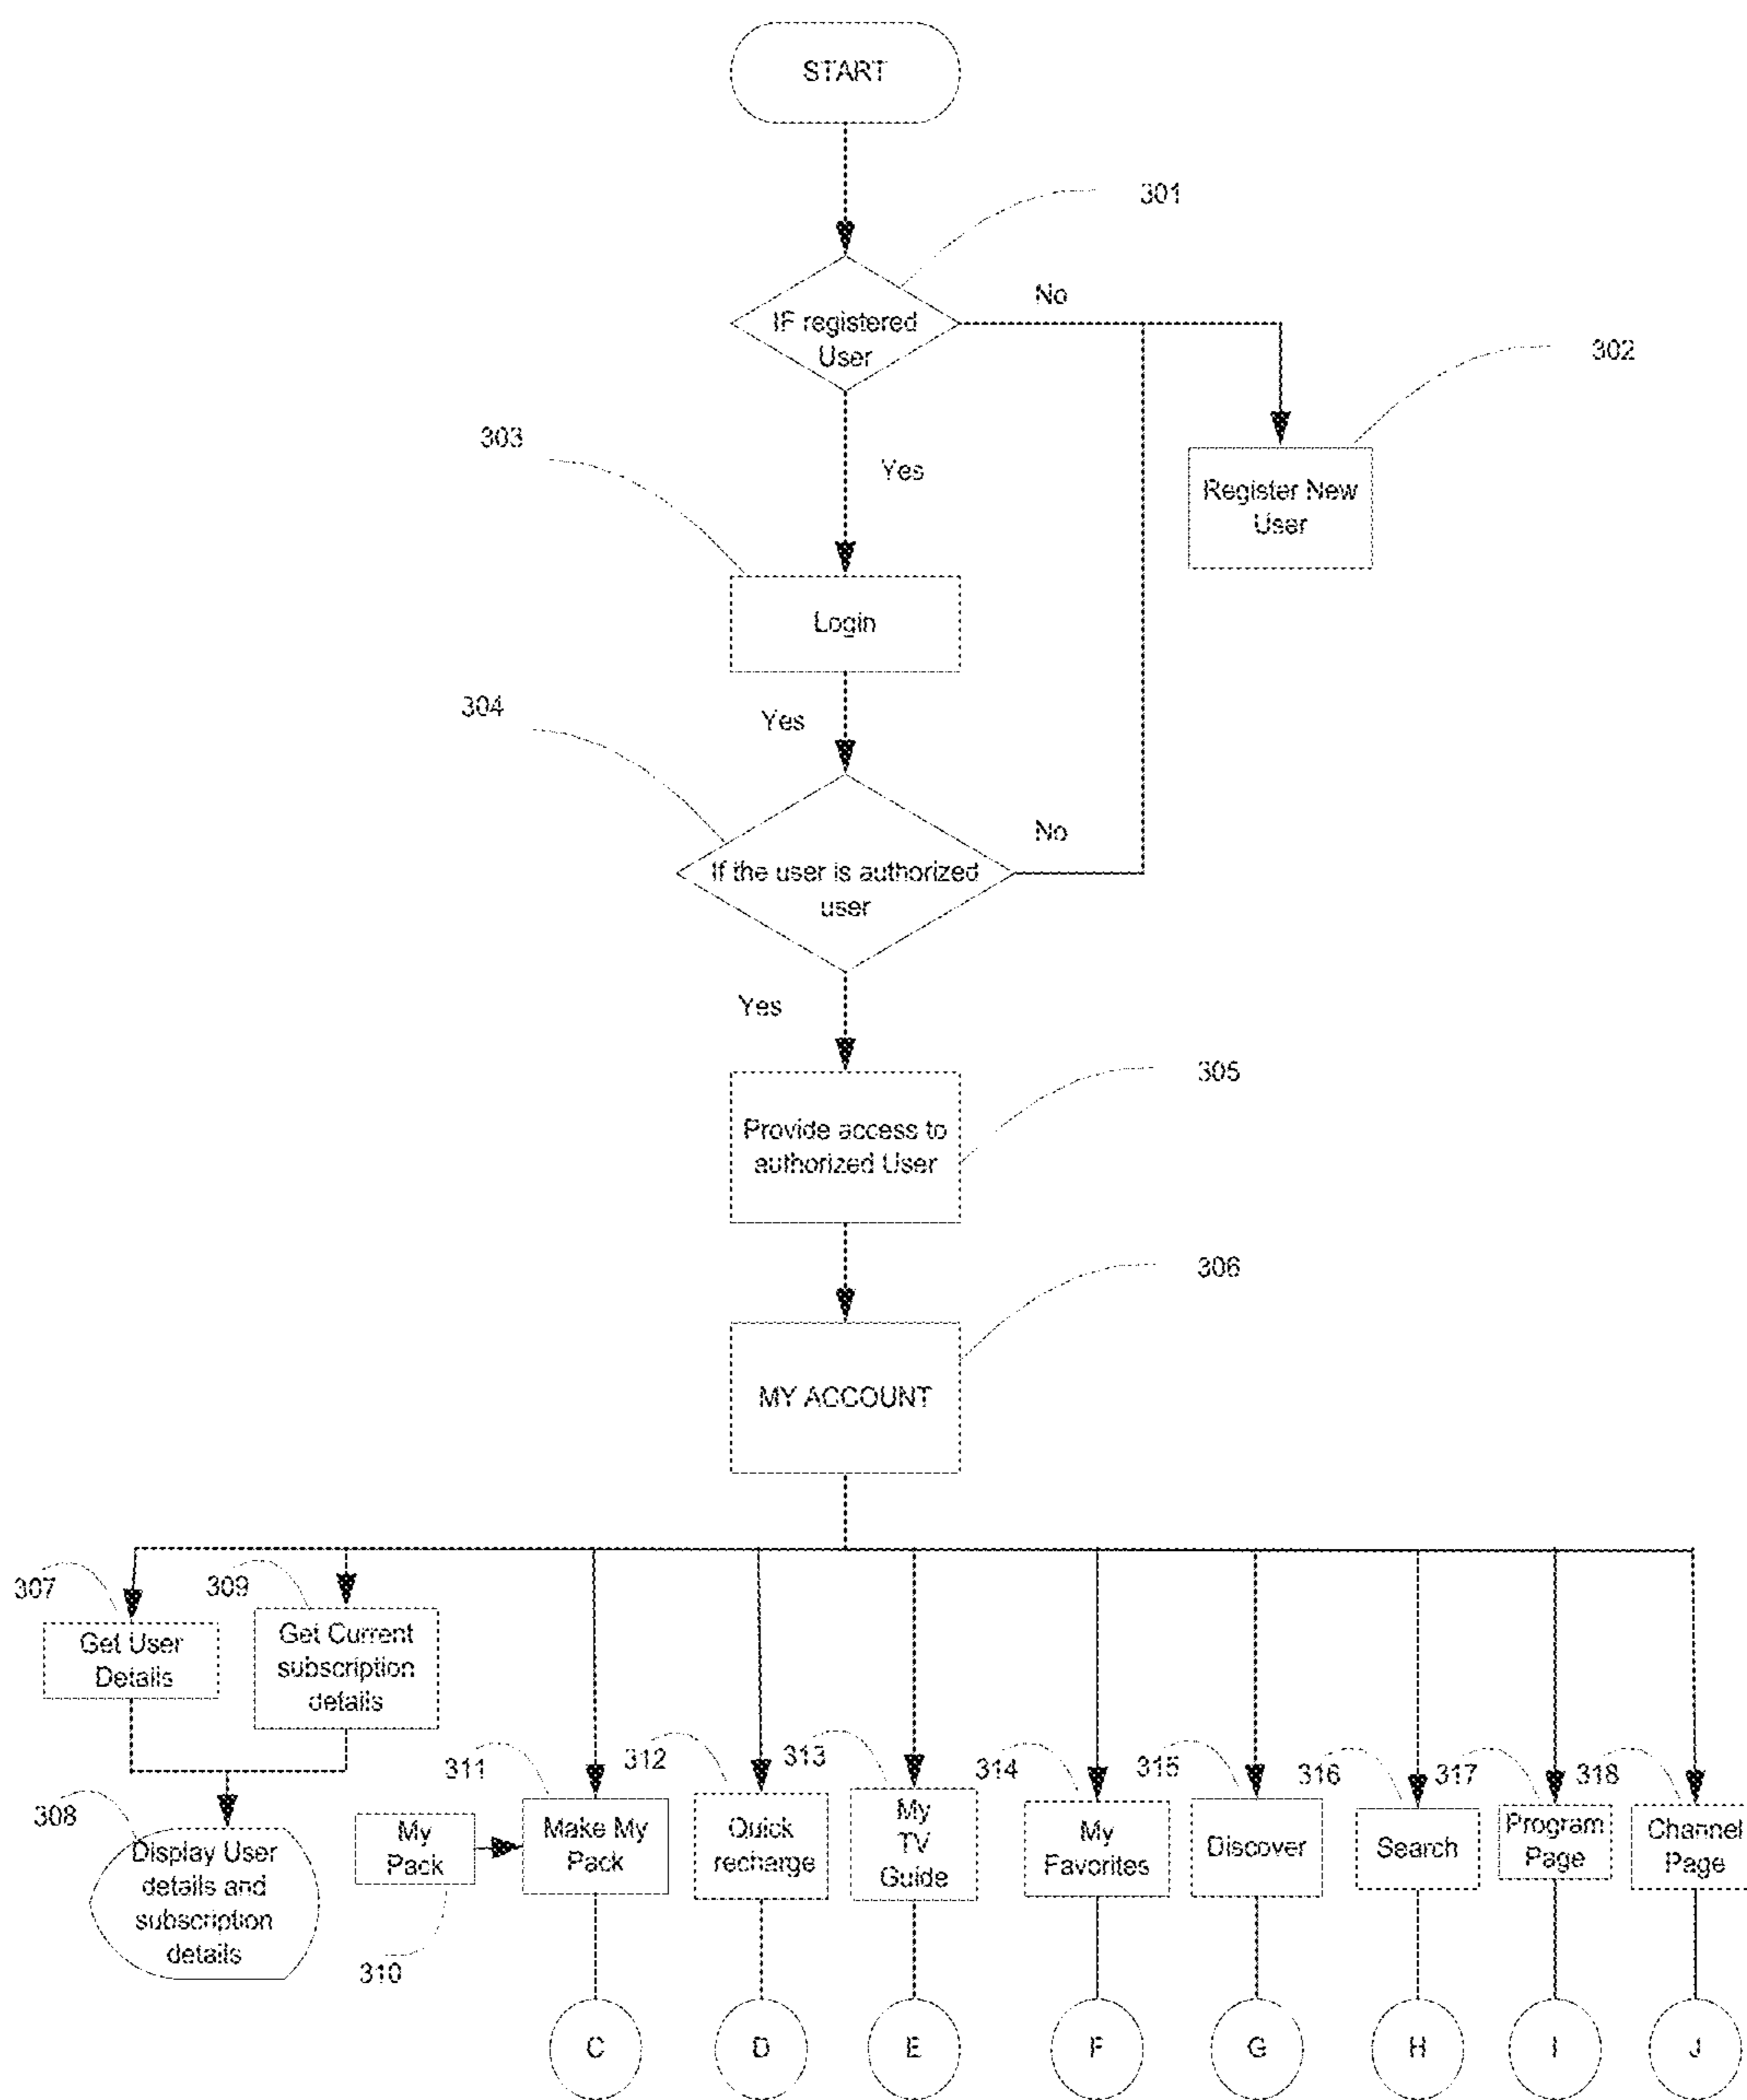 START
301
IF registered
User
No
302
Register New
User
303
Yes
Login
304
Yes
If the user is authorized
user
No
Yes
305
Provide access to
authorized User
306
MY ACCOUNT
307
Get User
Details
309
Get Current
subscription
details
308
Display User
details and
subscription
details
310
My
Pack
311
Make My
Pack
312
Quick
recharge
313
My
TV
Guide
314
My
Favorites
315
Discover
316
Search
317
Program
Page
318
Channel
Page
C
D
E
F
G
H
I
J